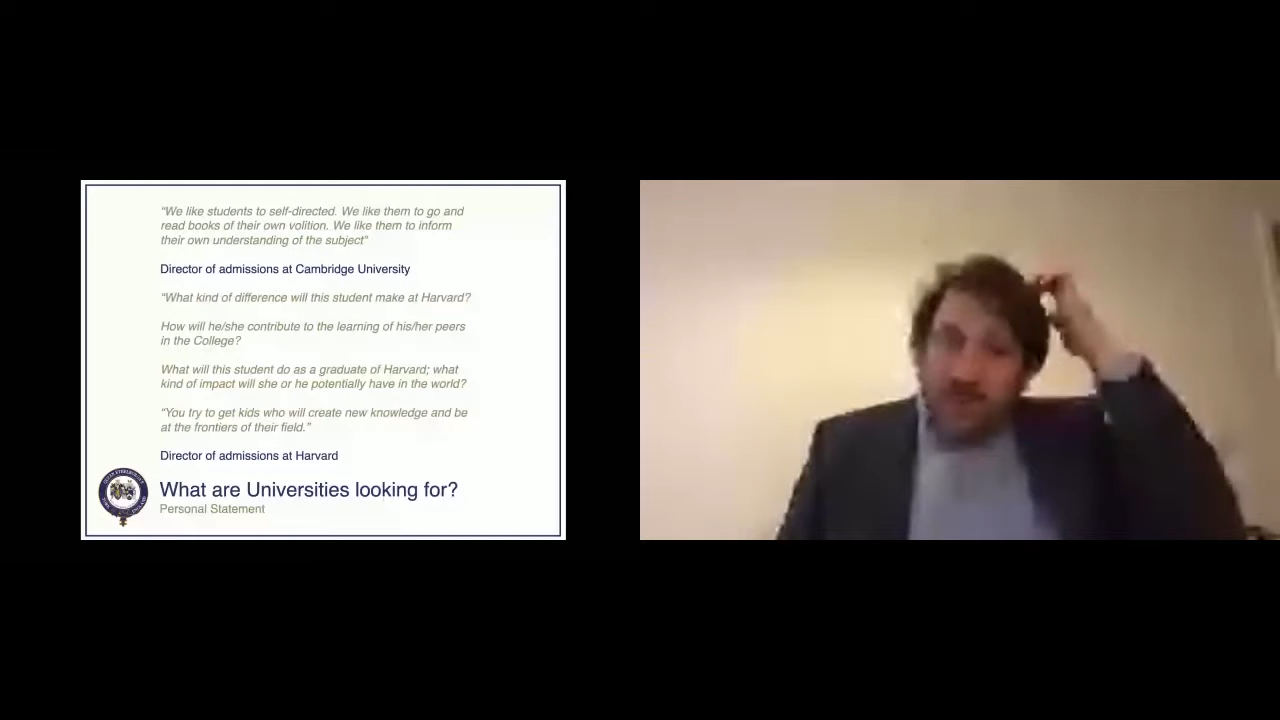 “We like students to self-directed. We like them to go and
read books of their own volition. We like them to inform
their own understanding of the subject”
Director of admissions at Cambridge University
“What kind of difference will this student make at Harvard?
How will he/she contribute to the learning of his/her peers
in the College?
What will this student do as a graduate of Harvard; what
kind of impact will she or he potentially have in the world?
“You try to get kids who will create new knowledge and be
at the frontiers of their field.”
Director of admissions at Harvard
What are Universities looking for?
Personal Statement